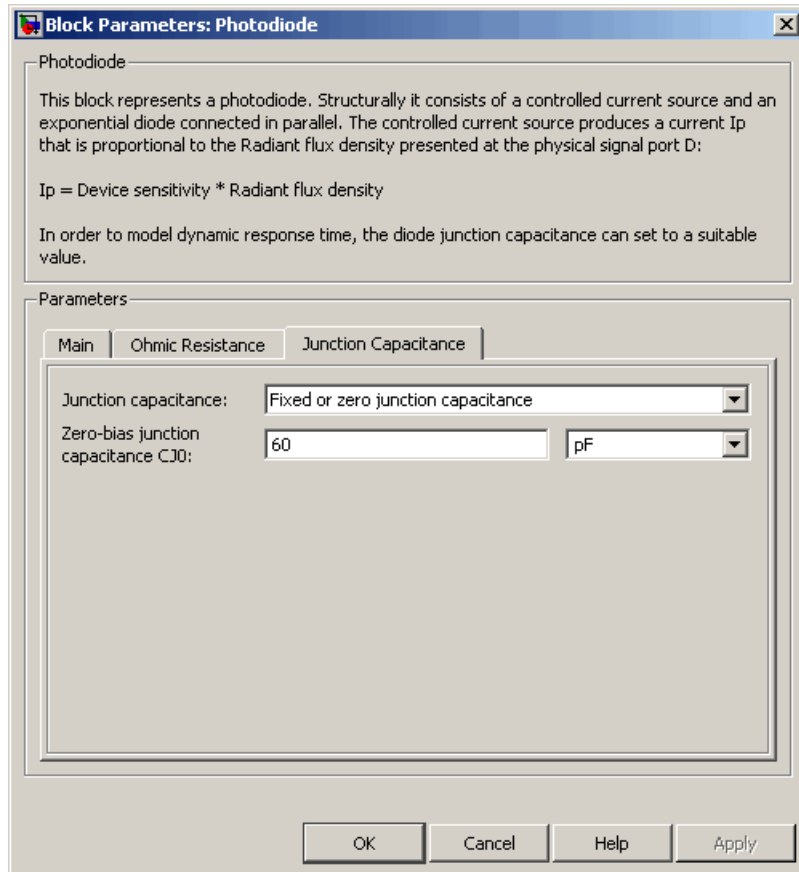 Block Parameters: Photodiode
Photodiode
This block represents a photodiode. Structurally it consists of a controlled current source and an
exponential diode connected in parallel. The controlled current source produces a current Ip
that is proportional to the Radiant flux density presented at the physical signal port D:
Ip = Device sensitivity * Radiant flux density
In order to model dynamic response time, the diode junction capacitance can set to a suitable
value.
Parameters
Main Ohmic Resistance Junction Capacitance
Junction capacitance: Fixed or zero junction capacitance
Zero-bias junction
capacitance CJ0: 60 pF
OK Cancel Help Apply